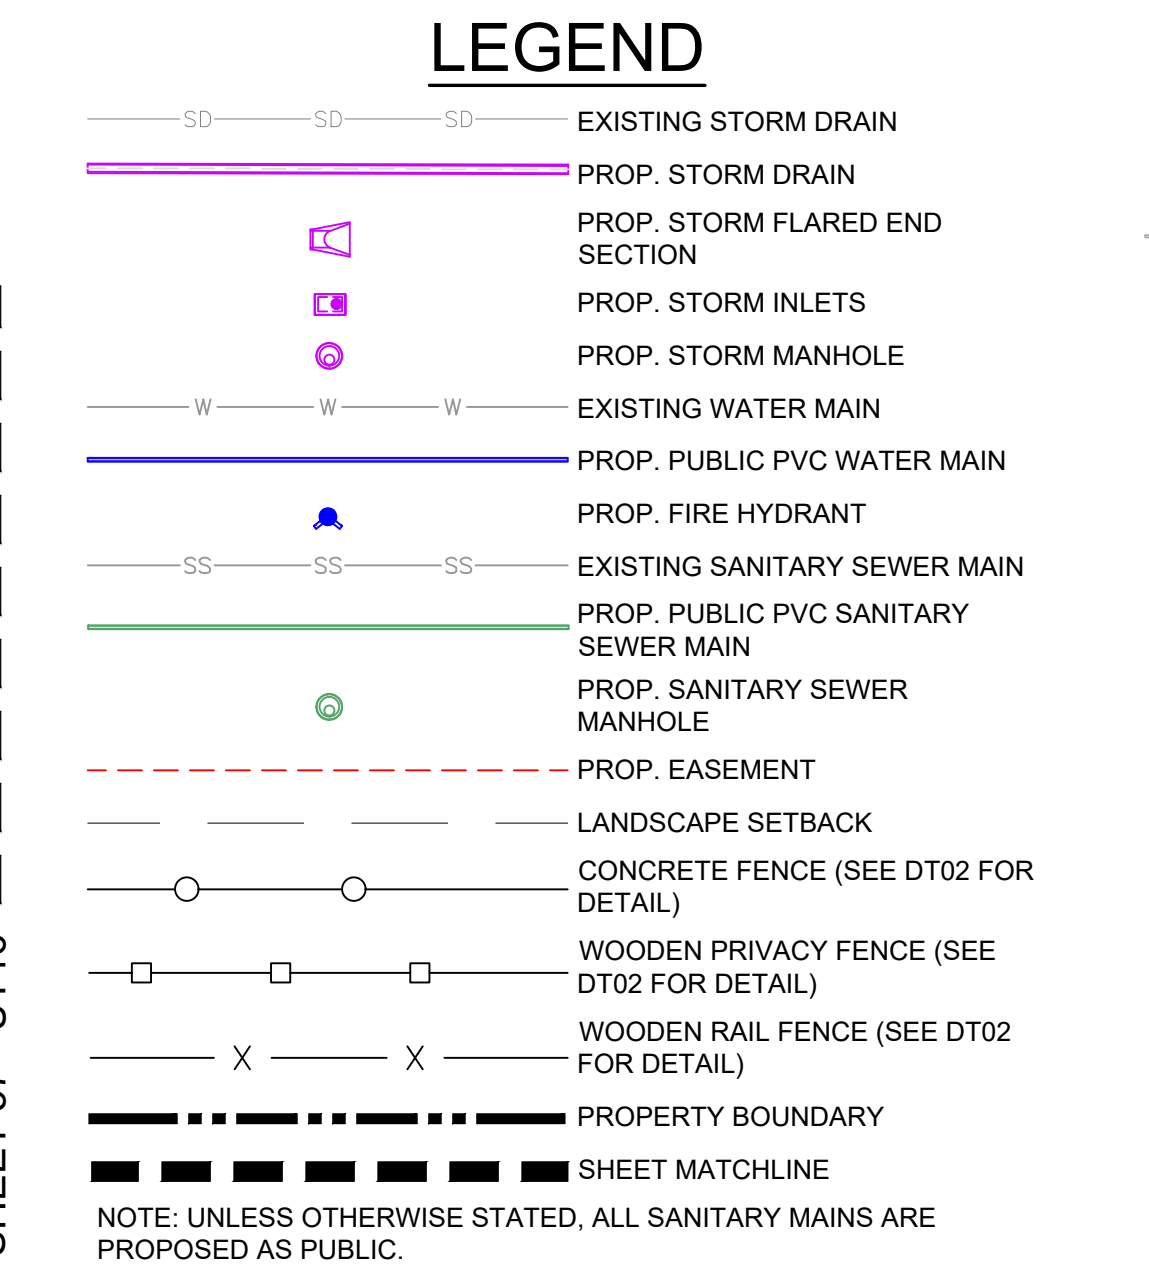 LEGEND
SD SD SD EXISTING STORM DRAIN
PROP. STORM DRAIN
PROP. STORM FLARED END
SECTION
PROP. STORM INLETS
PROP. STORM MANHOLE
W W W EXISTING WATER MAIN
PROP. PUBLIC PVC WATER MAIN
PROP. FIRE HYDRANT
SS SS SS EXISTING SANITARY SEWER MAIN
PROP. PUBLIC PVC SANITARY
SEWER MAIN
PROP. SANITARY SEWER
MANHOLE
PROP. EASEMENT
LANDSCAPE SETBACK
CONCRETE FENCE (SEE DT02 FOR
DETAIL)
WOODEN PRIVACY FENCE (SEE
DT02 FOR DETAIL)
X X WOODEN RAIL FENCE (SEE DT02
FOR DETAIL)
PROPERTY BOUNDARY
SHEET MATCHLINE
NOTE: UNLESS OTHERWISE STATED, ALL SANITARY MAINS ARE
PROPOSED AS PUBLIC.